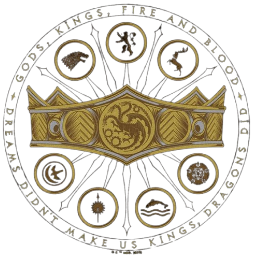 GODS, KINGS, FIRE AND BLOOD
DREAMS DIDN'T MAKE US KINGS, DRAGONS DID